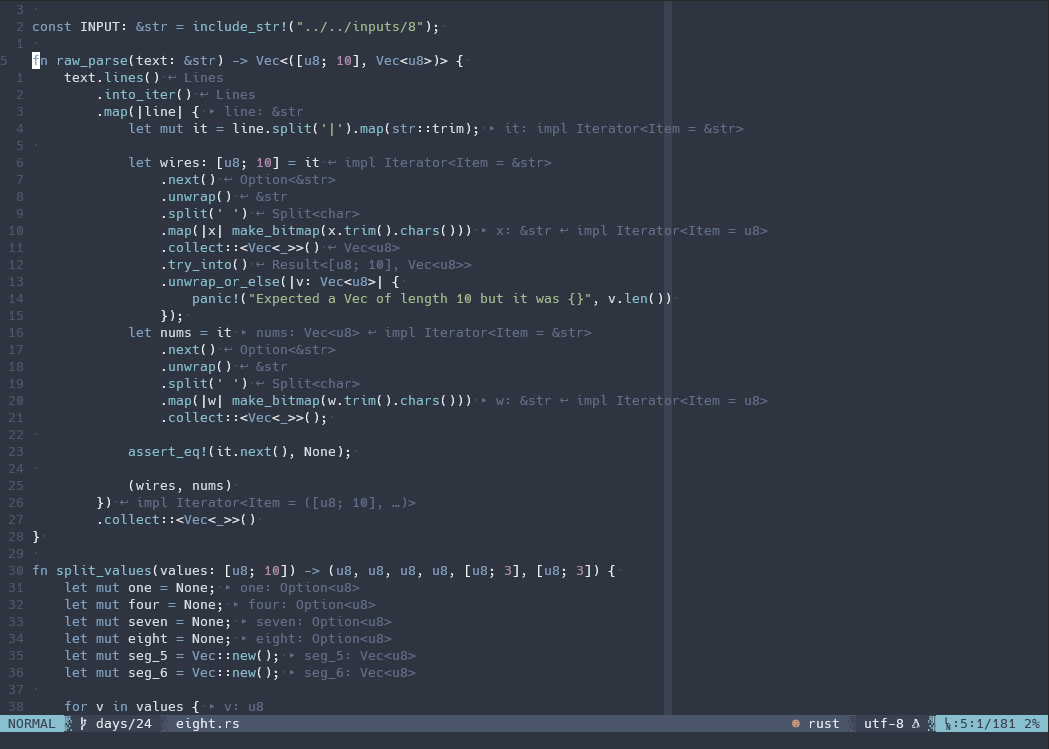 3
2 const INPUT: &str = include_str!("../../inputs/8");
1
5 fn raw_parse(text: &str) -> Vec<([u8; 10], Vec<u8>)> {
1     text.lines() ↩ Lines
2         .into_iter() ↩ Lines
3         .map(|line| { ▸ line: &str
4             let mut it = line.split('|').map(str::trim); ▸ it: impl Iterator<Item = &str>
5
6             let wires: [u8; 10] = it ↩ impl Iterator<Item = &str>
7                 .next() ↩ Option<&str>
8                 .unwrap() ↩ &str
9                 .split(' ') ↩ Split<char>
10                 .map(|x| make_bitmap(x.trim().chars())) ▸ x: &str ↩ impl Iterator<Item = u8>
11                 .collect::<Vec<_>>() ↩ Vec<u8>
12                 .try_into() ↩ Result<[u8; 10], Vec<u8>>
13                 .unwrap_or_else(|v: Vec<u8>| {
14                     panic!("Expected a Vec of length 10 but it was {}", v.len())
15                 });
16             let nums = it ▸ nums: Vec<u8> ↩ impl Iterator<Item = &str>
17                 .next() ↩ Option<&str>
18                 .unwrap() ↩ &str
19                 .split(' ') ↩ Split<char>
20                 .map(|w| make_bitmap(w.trim().chars())) ▸ w: &str ↩ impl Iterator<Item = u8>
21                 .collect::<Vec<_>>();
22
23             assert_eq!(it.next(), None);
24
25             (wires, nums)
26         }) ↩ impl Iterator<Item = ([u8; 10], …)>
27         .collect::<Vec<_>>()
28 }
29
30 fn split_values(values: [u8; 10]) -> (u8, u8, u8, u8, [u8; 3], [u8; 3]) {
31     let mut one = None; ▸ one: Option<u8>
32     let mut four = None; ▸ four: Option<u8>
33     let mut seven = None; ▸ seven: Option<u8>
34     let mut eight = None; ▸ eight: Option<u8>
35     let mut seg_5 = Vec::new(); ▸ seg_5: Vec<u8>
36     let mut seg_6 = Vec::new(); ▸ seg_6: Vec<u8>
37
38     for v in values { ▸ v: u8
NORMAL days/24 eight.rs rust utf-8 :5:1/181 2%